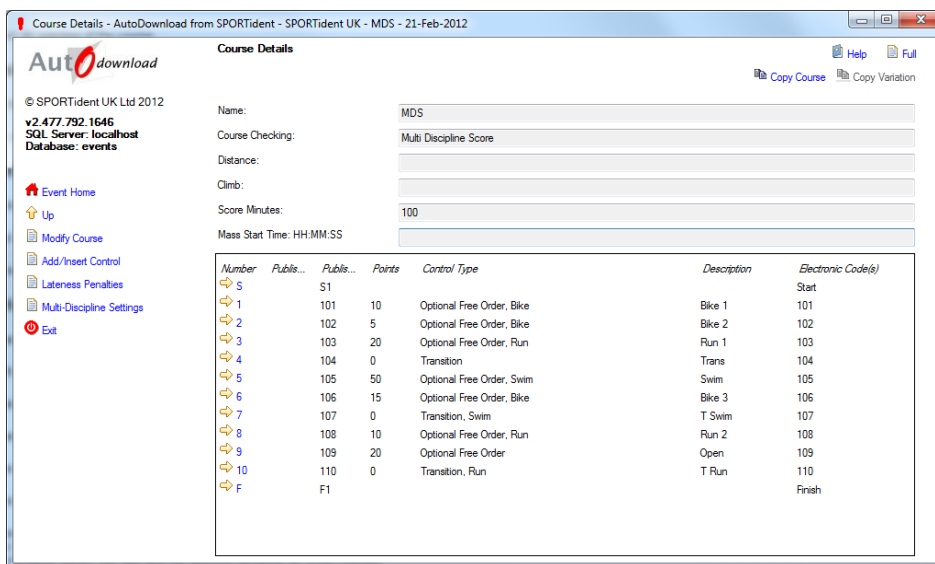 Course Details - AutoDownload from SPORTident - SPORTident UK - MDS - 21-Feb-2012
AutOdownload
Course Details
Help Full
Copy Course Copy Variation
© SPORTident UK Ltd 2012
v2.477.792.1646
SQL Server: localhost
Database: events
Event Home
Up
Modify Course
Add/Insert Control
Lateness Penalties
Multi-Discipline Settings
Exit
Name: MDS
Course Checking: Multi Discipline Score
Distance:
Climb:
Score Minutes: 100
Mass Start Time: HH:MM:SS
Number Publis... Publis... Points Control Type Description Electronic Code(s)
S S1 Start
1 101 10 Optional Free Order, Bike Bike 1 101
2 102 5 Optional Free Order, Bike Bike 2 102
3 103 20 Optional Free Order, Run Run 1 103
4 104 0 Transition Trans 104
5 105 50 Optional Free Order, Swim Swim 105
6 106 15 Optional Free Order, Bike Bike 3 106
7 107 0 Transition, Swim T Swim 107
8 108 10 Optional Free Order, Run Run 2 108
9 109 20 Optional Free Order Open 109
10 110 0 Transition, Run T Run 110
F F1 Finish